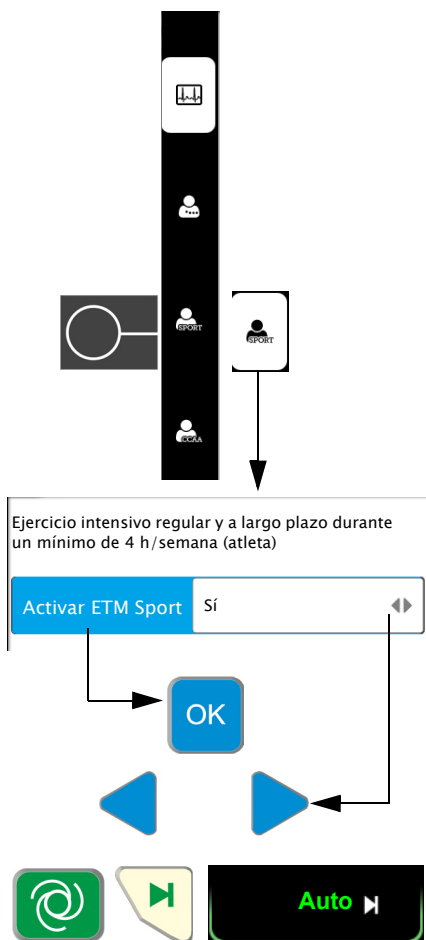 SPORT
SPORT
CCAA
Ejercicio intensivo regular y a largo plazo durante
un mínimo de 4 h/semana (atleta)
Activar ETM Sport
Sí
OK
Auto